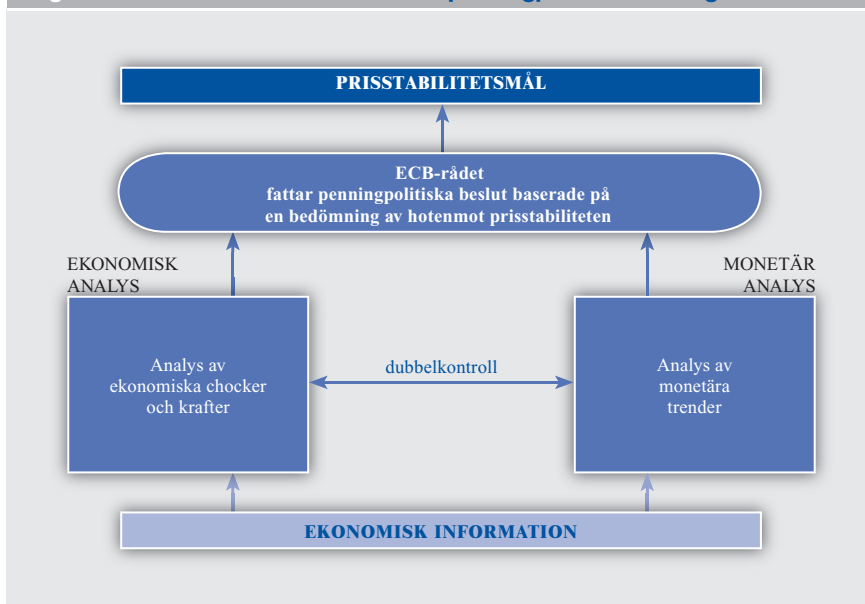 PRISSTABILITETSMÅL
ECB-rådet
fattar penningpolitiska beslut baserade på
en bedömning av hotenmot prisstabiliteten
EKONOMISK
ANALYS
MONETÄR
ANALYS
Analys av
ekonomiska chocker
och krafter
dubbelkontroll
Analys av
monetära
trender
EKONOMISK INFORMATION